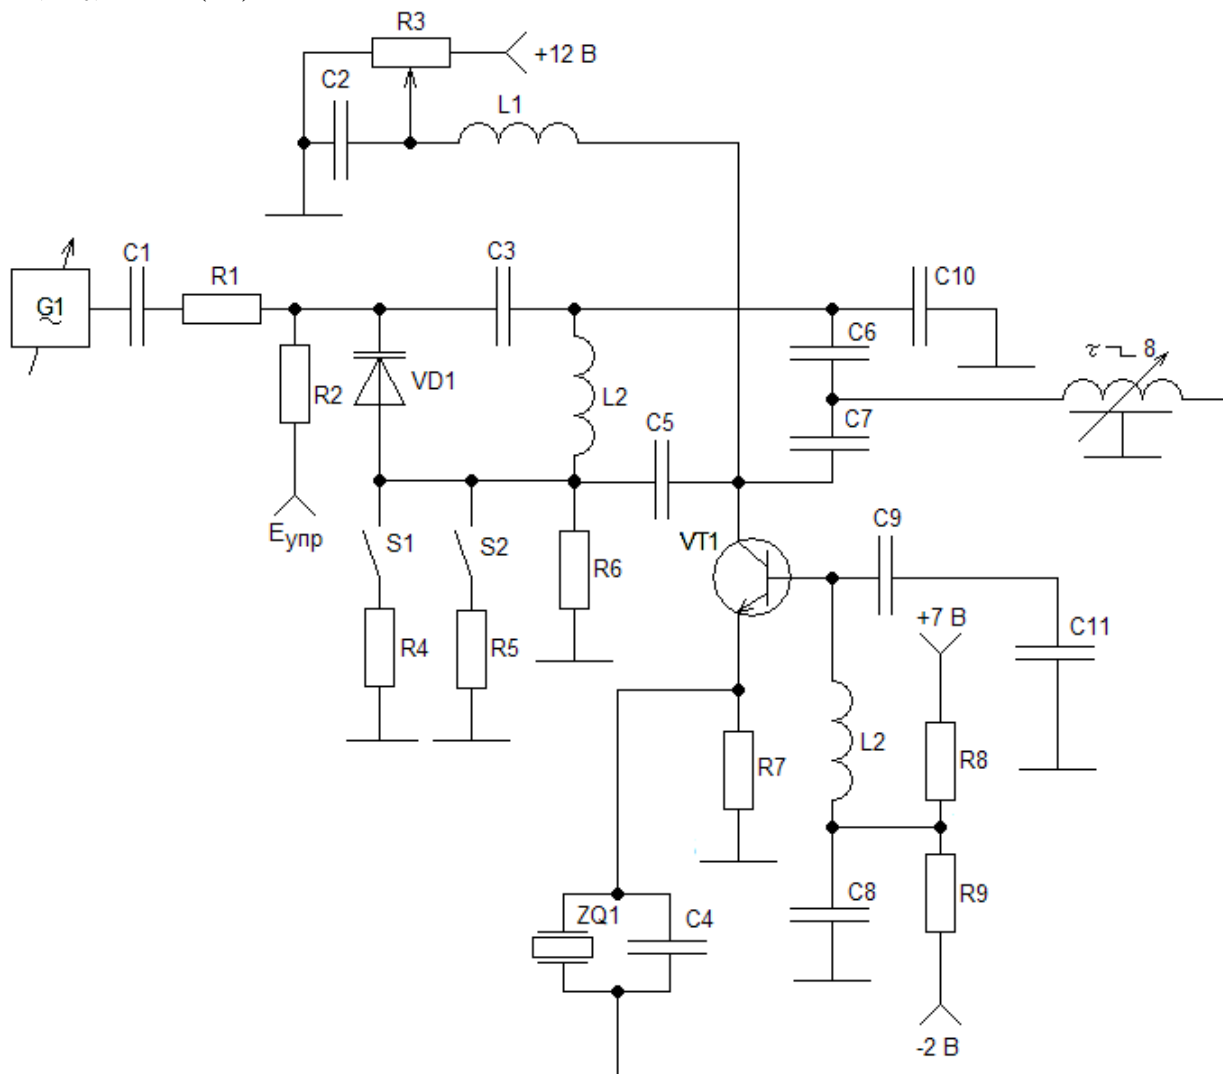 R3
+12 В
C2
L1
C1
R1
C3
C10
G1
~
C6
τ 8
VD1
R2
L2
C7
C5
Eупр
S1
S2
C9
VT1
R6
+7 В
C11
R4
R5
L2
R8
R7
C8
R9
ZQ1
C4
-2 В